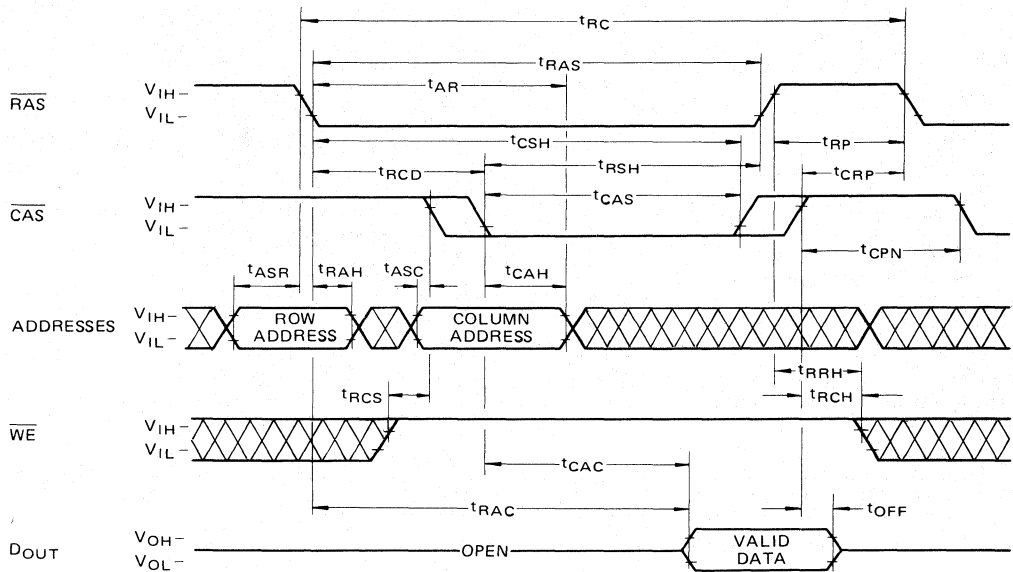 tRC
tRAS
tAR
RAS
VIH–
VIL–
tCSH
tRSH
tRP
tRCD
tCRP
tCAS
CAS
VIH–
VIL–
tCPN
tASR
tRAH
tASC
tCAH
ADDRESSES
VIH–
VIL–
ROW
ADDRESS
COLUMN
ADDRESS
tRRH
tRCS
tRCH
WE
VIH–
VIL–
tCAC
tRAC
tOFF
DOUT
VOH–
VOL–
OPEN
VALID
DATA